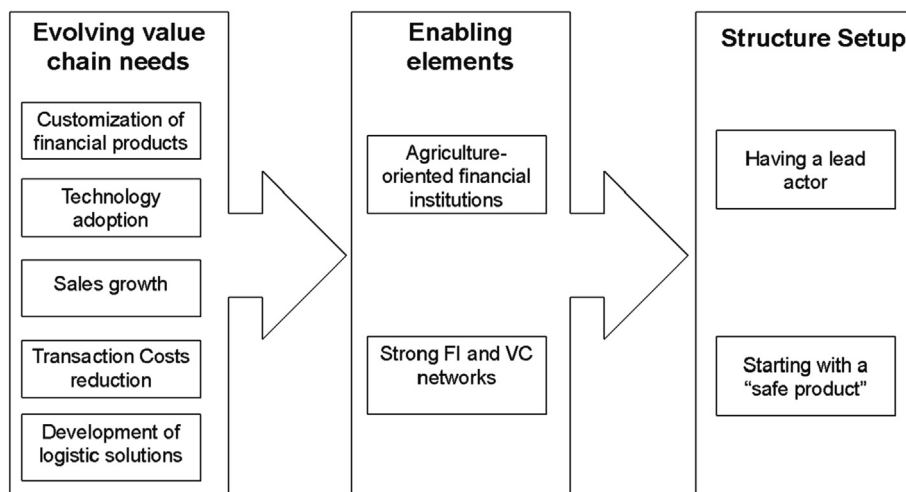 Evolving value
chain needs
Customization of
financial products
Technology
adoption
Sales growth
Transaction Costs
reduction
Development of
logistic solutions
Enabling
elements
Agriculture-
oriented financial
institutions
Strong FI and VC
networks
Structure Setup
Having a lead
actor
Starting with a
“safe product”